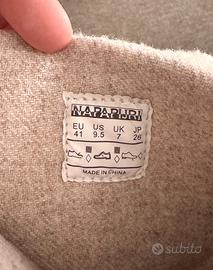 NAPAPIJRI
EU US UK JP
41 9.5 7 26
MADE IN CHINA
subito